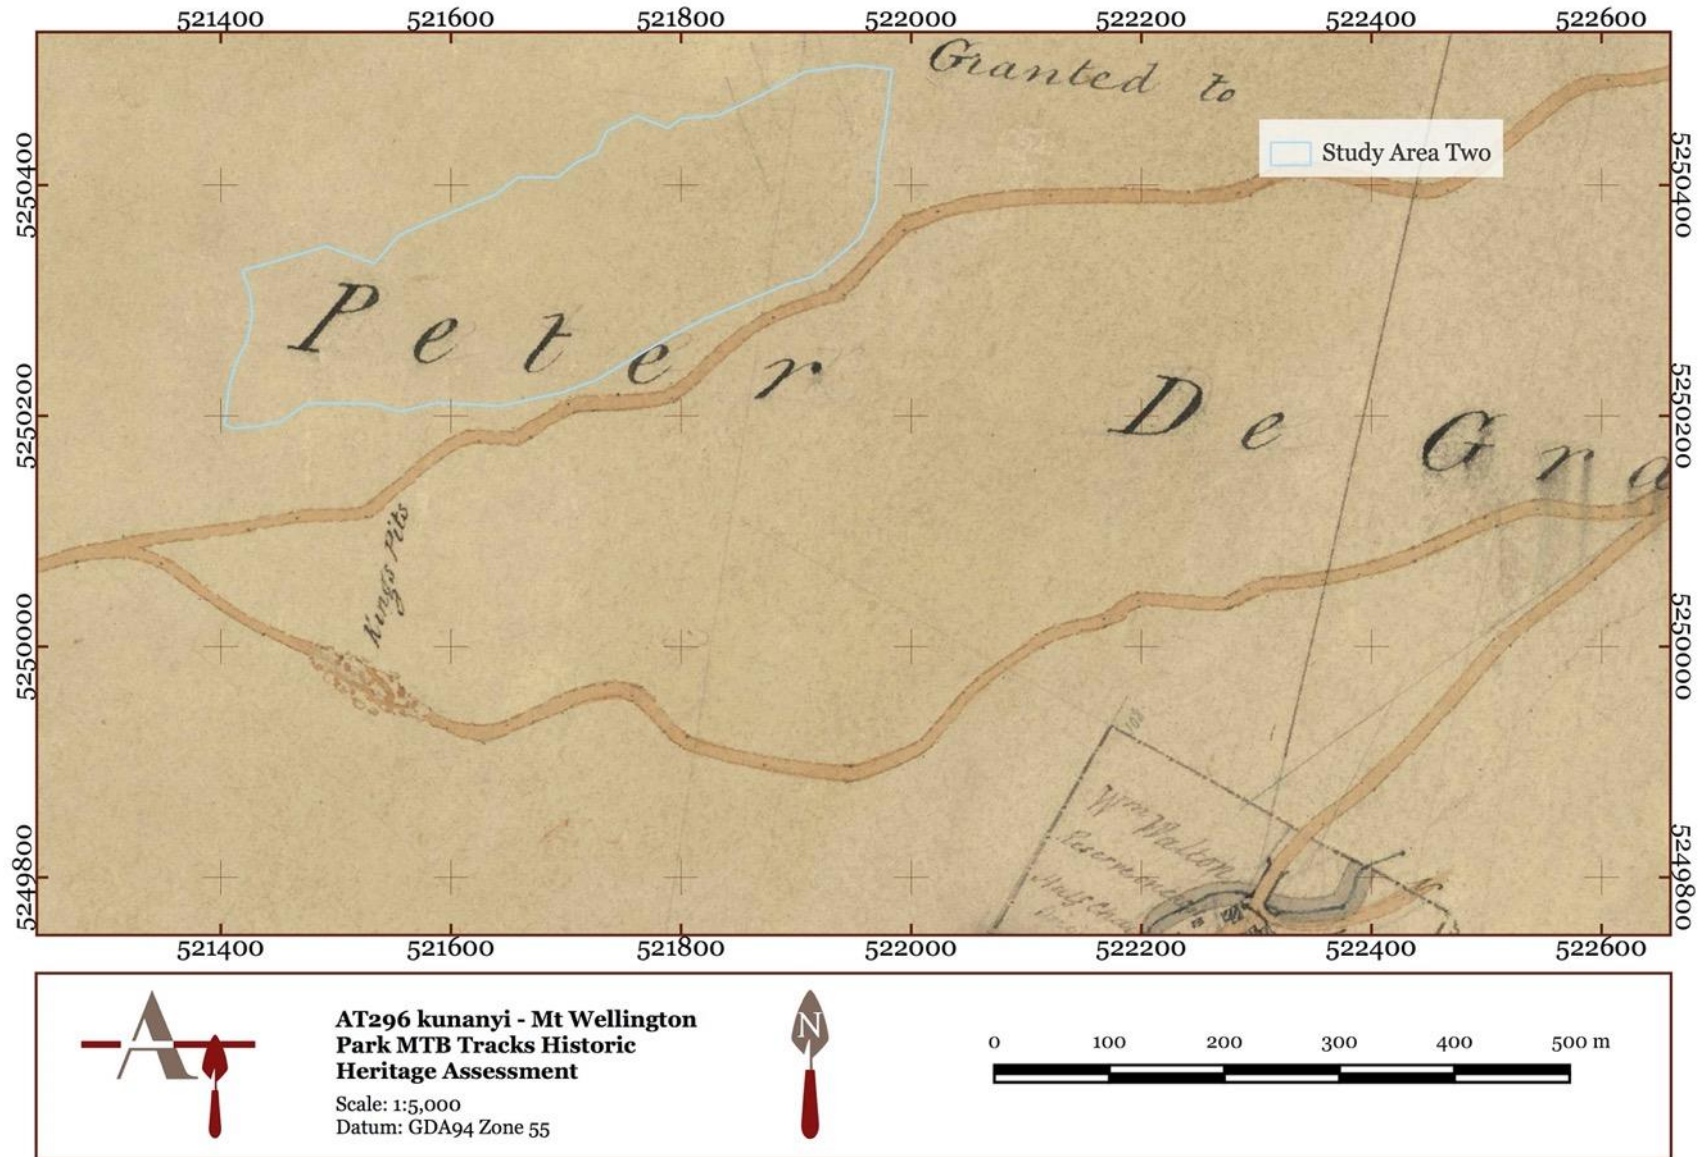 521400 521600 521800 522000 522200 522400 522600
Granted to
Study Area Two
5250400
5250400
Peter De Gra
5250200
5250200
Kings Pits
5250000
5250000
108
Wm Walton
Reserve
5249800
5249800
521400 521600 521800 522000 522200 522400 522600
A
AT296 kunanyi - Mt Wellington
Park MTB Tracks Historic
Heritage Assessment
Scale: 1:5,000
Datum: GDA94 Zone 55
N
0 100 200 300 400 500 m